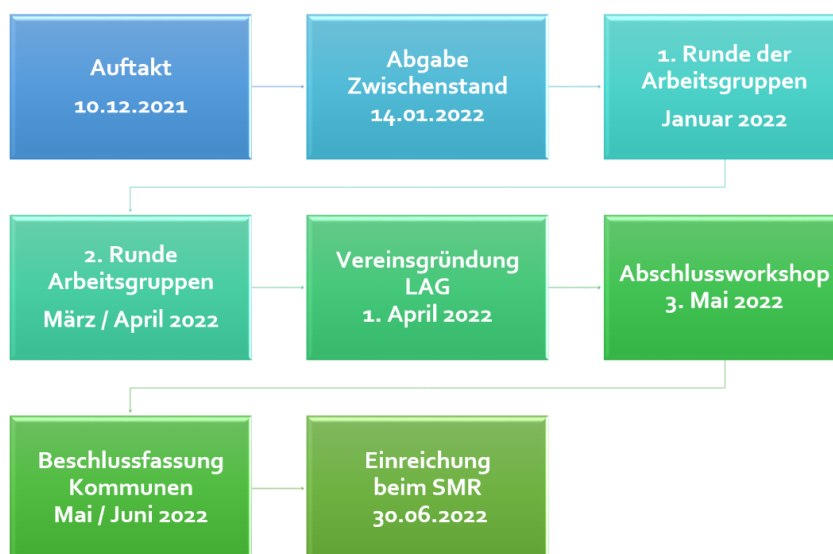 Auftakt
10.12.2021
Abgabe
Zwischenstand
14.01.2022
1. Runde der
Arbeitsgruppen
Januar 2022
2. Runde
Arbeitsgruppen
März / April 2022
Vereinsgründung
LAG
1. April 2022
Abschlussworkshop
3. Mai 2022
Beschlussfassung
Kommunen
Mai / Juni 2022
Einreichung
beim SMR
30.06.2022